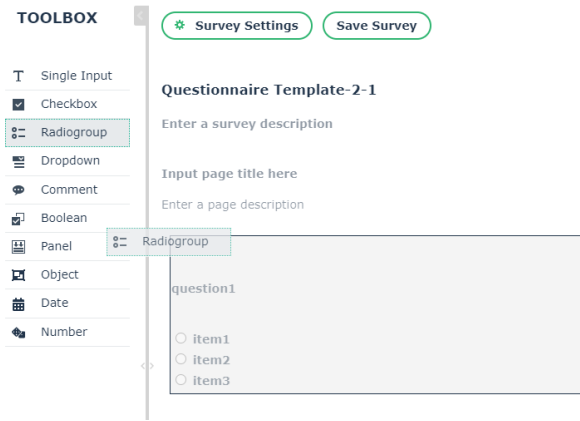 TOOLBOX
Survey Settings
Save Survey
Single Input
Checkbox
Radiogroup
Dropdown
Comment
Boolean
Panel
Object
Date
Number
Questionnaire Template-2-1
Enter a survey description
Input page title here
Enter a page description
Radiogroup
question1
item1
item2
item3